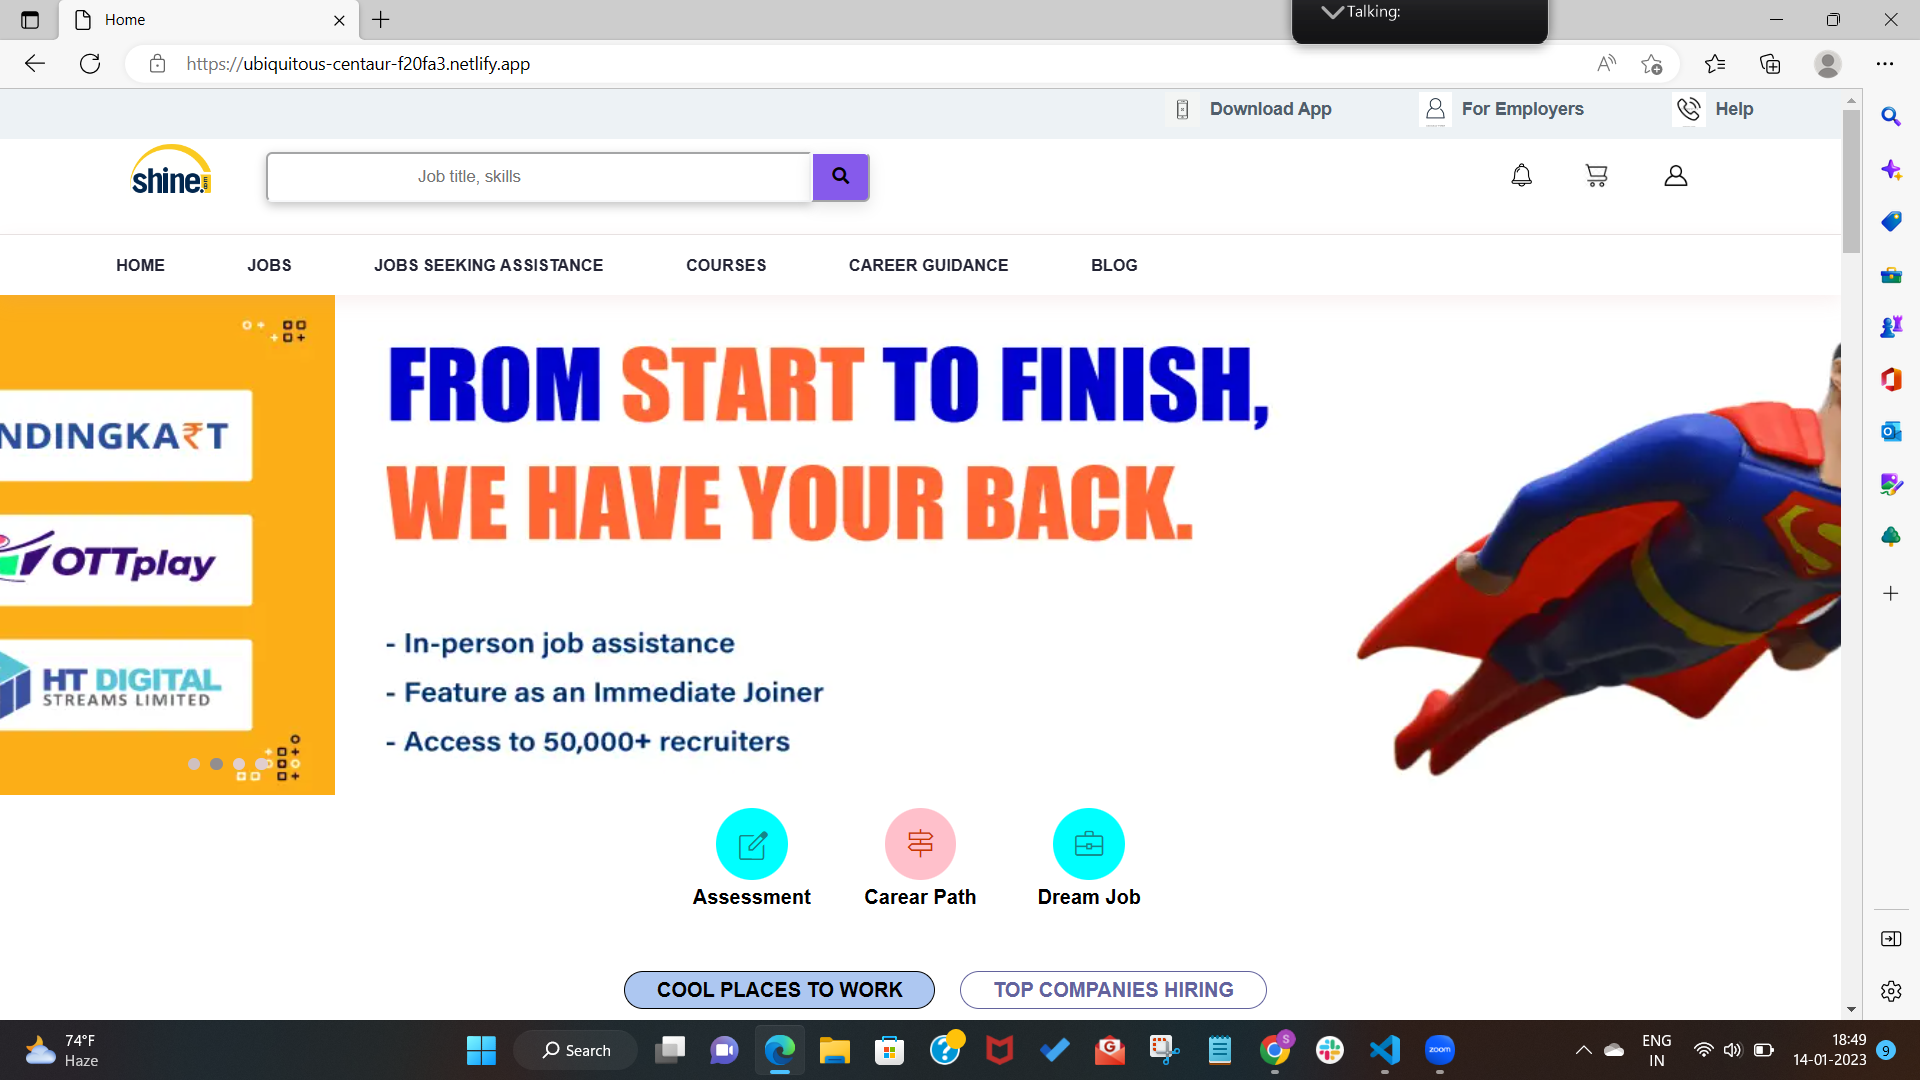 Home
Talking:
https://ubiquitous-centaur-f20fa3.netlify.app
Download App
For Employers
Help
shine.
Job title, skills
HOME
JOBS
JOBS SEEKING ASSISTANCE
COURSES
CAREER GUIDANCE
BLOG
NDINGKA₹T
OTTplay
HT DIGITAL
STREAMS LIMITED
FROM START TO FINISH,
WE HAVE YOUR BACK.
- In-person job assistance
- Feature as an Immediate Joiner
- Access to 50,000+ recruiters
Assessment
Carear Path
Dream Job
COOL PLACES TO WORK
TOP COMPANIES HIRING
74°F
Haze
Search
zoom
ENG
IN
18:49
14-01-2023
9